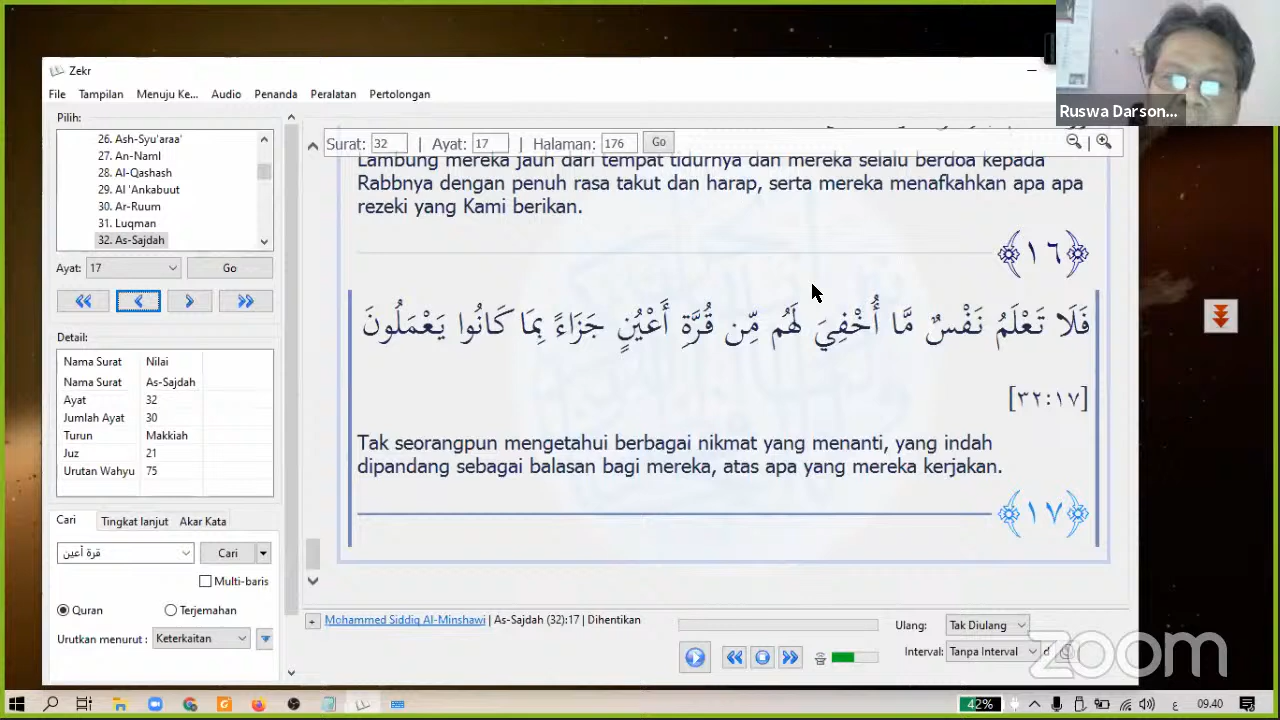 Zekr
File Tampilan Menuju Ke... Audio Penanda Peralatan Pertolongan
Pilih:
26. Ash-Syu'araa'
27. An-Naml
28. Al-Qashash
29. Al 'Ankabuut
30. Ar-Ruum
31. Luqman
32. As-Sajdah
Ayat: 17 Go
Detail:
Nama Surat Nilai
Nama Surat As-Sajdah
Ayat 32
Jumlah Ayat 30
Turun Makkiah
Juz 21
Urutan Wahyu 75
Cari Tingkat lanjut Akar Kata
قرة أعين Cari
Multi-baris
Quran Terjemahan
Urutkan menurut : Keterkaitan
Surat: 32 | Ayat: 17 | Halaman: 176 Go
Lambung mereka jauh dari tempat tidurnya dan mereka selalu berdoa kepada
Rabbnya dengan penuh rasa takut dan harap, serta mereka menafkahkan apa apa
rezeki yang Kami berikan.
﴿١٦﴾
فَلَا تَعْلَمُ نَفْسٌ مَّا أُخْفِيَ لَهُم مِّن قُرَّةِ أَعْيُنٍ جَزَاءً بِمَا كَانُوا يَعْمَلُونَ
[٣٢:١٧]
Tak seorangpun mengetahui berbagai nikmat yang menanti, yang indah
dipandang sebagai balasan bagi mereka, atas apa yang mereka kerjakan.
﴿١٧﴾
Mohammed Siddiq Al-Minshawi | As-Sajdah (32):17 | Dihentikan
Ulang: Tak Diulang
Interval: Tanpa Interval d
Ruswa Darson...
zoom
42% ع 09.40